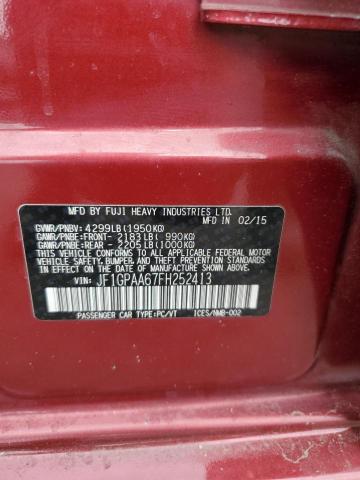 MFD BY FUJI HEAVY INDUSTRIES LTD.
MFD IN 02/15
GVWR/PNBV: 4299LB(1950KG)
GAWR/PNBE:FRONT- 2183LB( 990KG)
GAWR/PNBE:REAR - 2205LB(1000KG)
THIS VEHICLE CONFORMS TO ALL APPLICABLE FEDERAL
MOTOR VEHICLE SAFETY, BUMPER, AND THEFT PREVENTION
STANDARDS IN EFFECT ON THE DATE OF MANUFACTURE
SHOWN ABOVE.
VIN: JF1GPAA67FH252413
PASSENGER CAR TYPE:PC/VT ICES/NMB-002